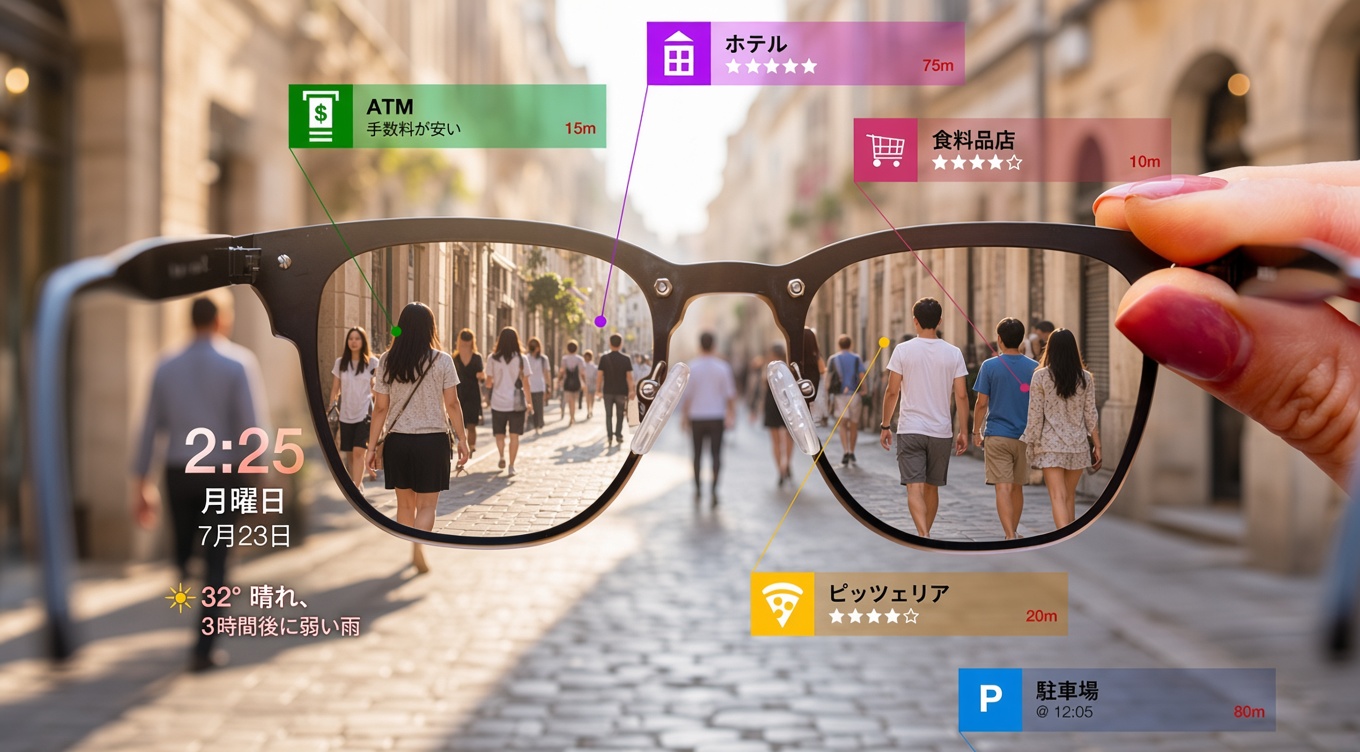 ホテル
75m
ATM
手数料が安い
15m
食料品店
10m
2:25
月曜日
7月23日
32° 晴れ、
3時間後に弱い雨
ピッツェリア
20m
P
駐車場
@ 12:05
80m